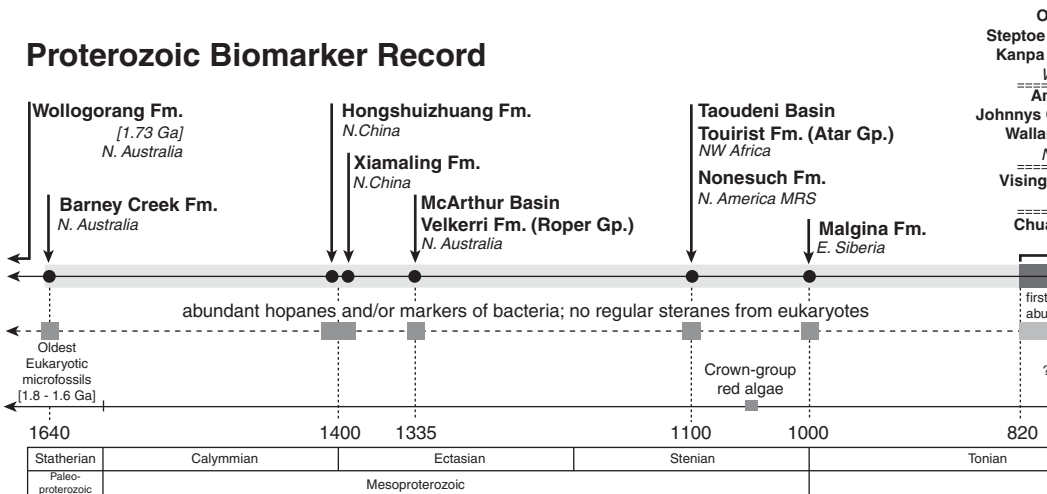 Proterozoic Biomarker Record
Wollogorang Fm.
[1.73 Ga]
N. Australia
Barney Creek Fm.
N. Australia
Hongshuizhuang Fm.
N.China
Xiamaling Fm.
N.China
McArthur Basin
Velkerri Fm. (Roper Gp.)
N. Australia
Taoudeni Basin
Tourist Fm. (Atar Gp.)
NW Africa
Nonesuch Fm.
N. America MRS
Malgina Fm.
E. Siberia
Steptoe
Kanpa
Johnnys
Walla
Vising
Chua
abundant hopanes and/or markers of bacteria; no regular steranes from eukaryotes
first
abu
Oldest
Eukaryotic
microfossils
[1.8 - 1.6 Ga]
Crown-group
red algae
?
1640 1400 1335 1100 1000 820
Statherian Calymmian Ectasian Stenian Tonian
Paleo-
proterozoic
Mesoproterozoic